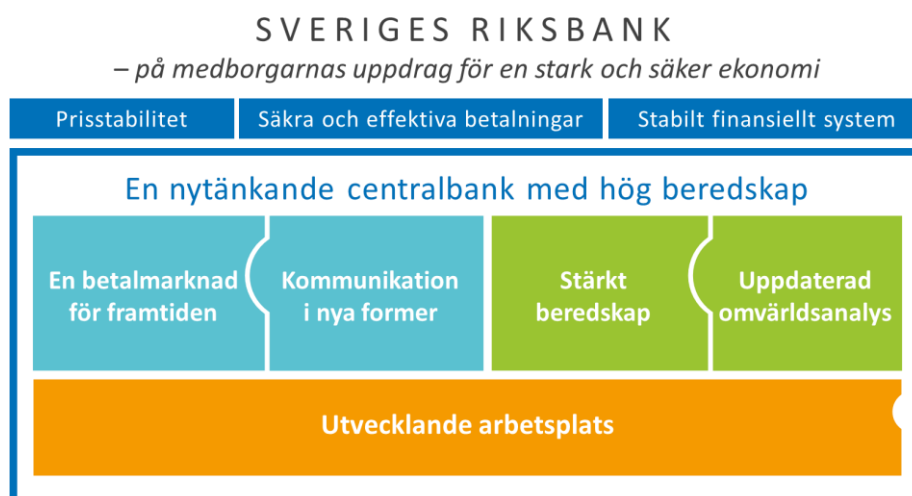 SVERIGES RIKSBANK
– på medborgarnas uppdrag för en stark och säker ekonomi
Prisstabilitet
Säkra och effektiva betalningar
Stabilt finansiellt system
En nytänkande centralbank med hög beredskap
En betalmarknad
för framtiden
Kommunikation
i nya former
Stärkt
beredskap
Uppdaterad
omvärldsanalys
Utvecklande arbetsplats